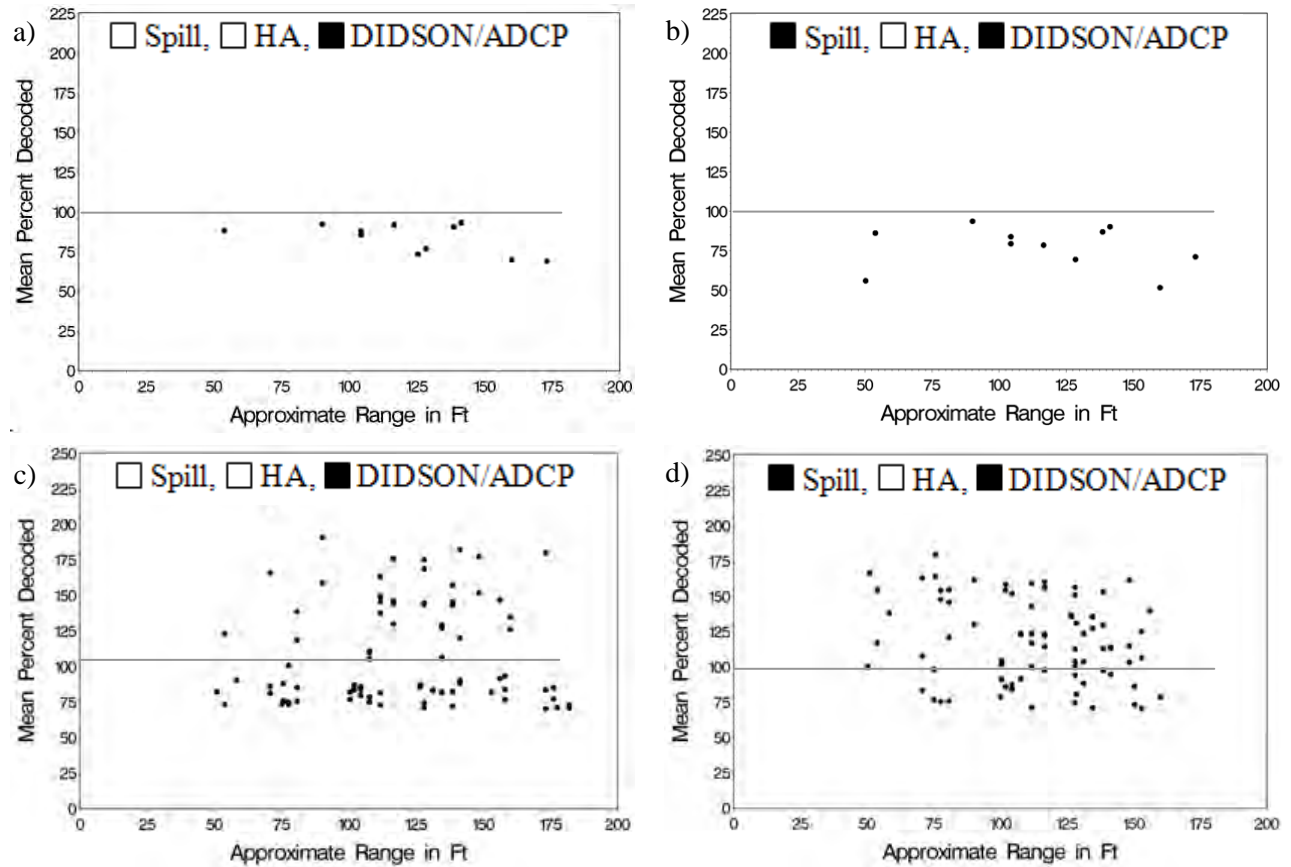 a)
225
☐ Spill, ☐ HA, ■ DIDSON/ADCP
200
175
150
125
100
75
50
25
0
Mean Percent Decoded
0 25 50 75 100 125 150 175 200
Approximate Range in Ft
b)
225
■ Spill, ☐ HA, ■ DIDSON/ADCP
200
175
150
125
100
75
50
25
0
Mean Percent Decoded
0 25 50 75 100 125 150 175 200
Approximate Range in Ft
c)
250
☐ Spill, ☐ HA, ■ DIDSON/ADCP
225
200
175
150
125
100
75
50
25
0
Mean Percent Decoded
0 25 50 75 100 125 150 175 200
Approximate Range in Ft
d)
250
■ Spill, ☐ HA, ■ DIDSON/ADCP
225
200
175
150
125
100
75
50
25
0
Mean Percent Decoded
0 25 50 75 100 125 150 175 200
Approximate Range in Ft